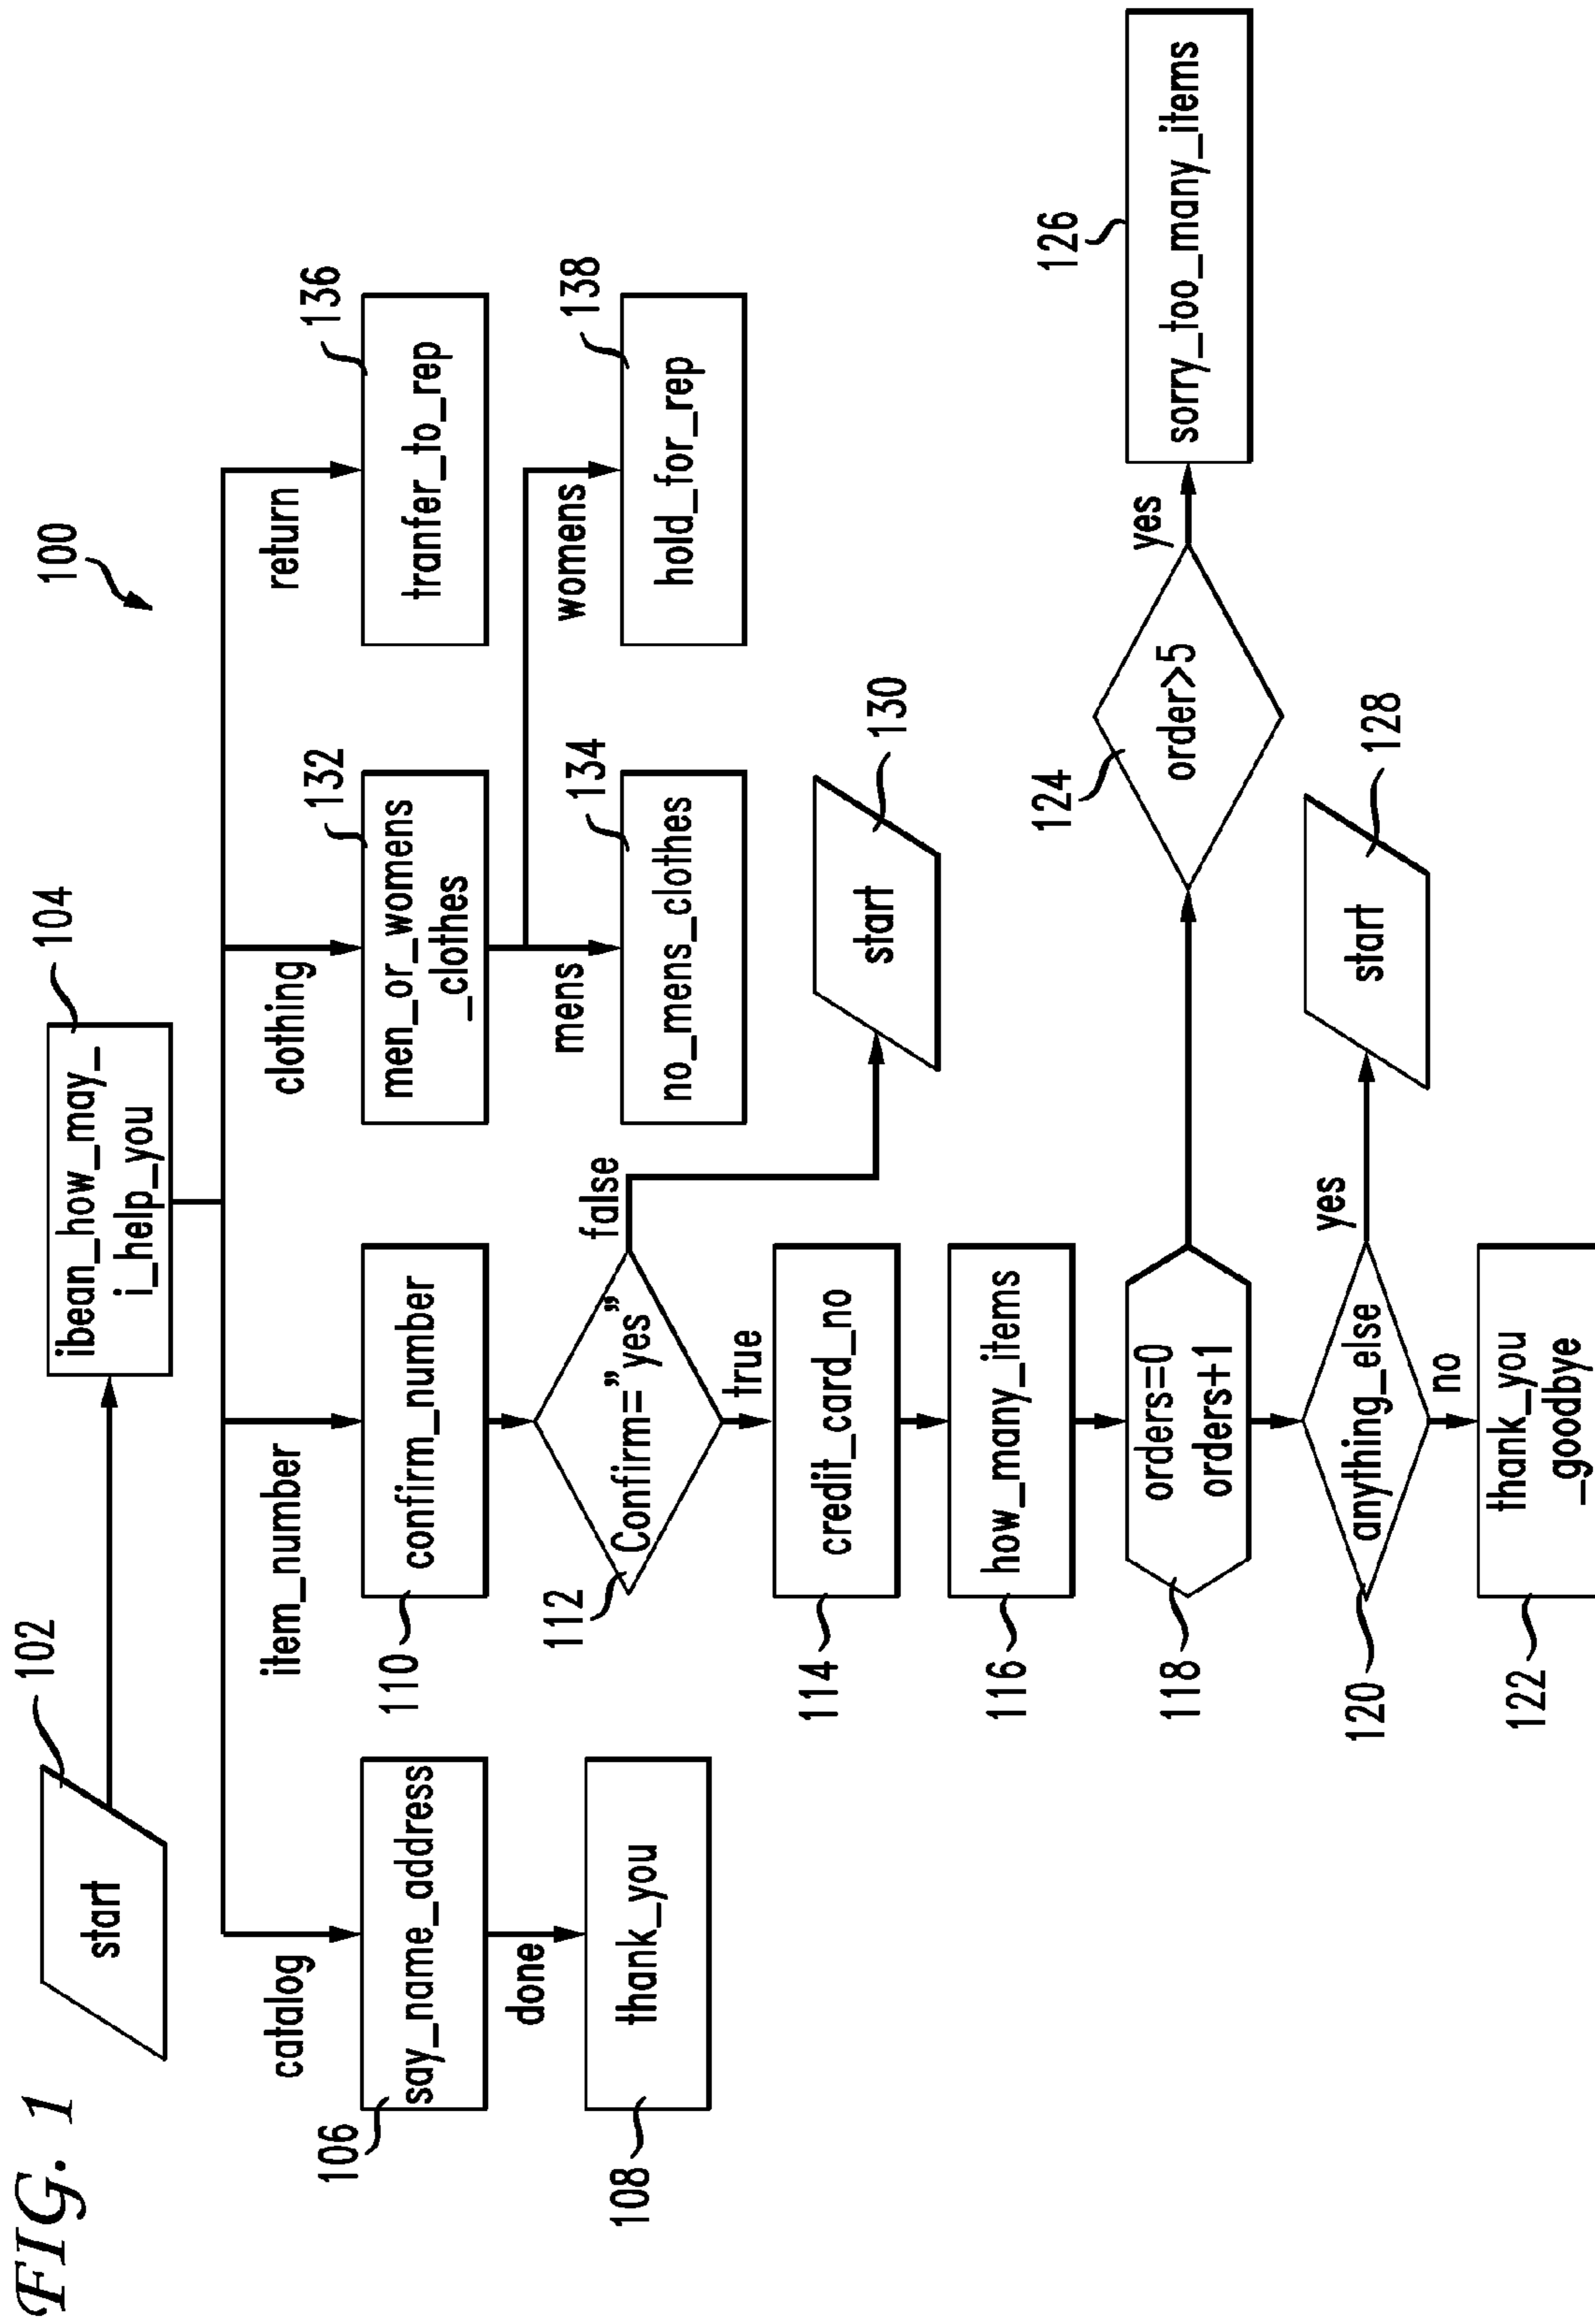 FIG. 1
100
102
start
104
ibean_how_may_
i_help_you
catalog
item_number
clothing
return
106
say_name_address
110
confirm_number
132
men_or_womens
_clothes
136
tranfer_to_rep
done
mens
womens
108
thank_you
112
Confirm="yes"
false
true
134
no_mens_clothes
138
hold_for_rep
130
start
114
credit_card_no
116
how_many_items
118
orders=0
orders+1
124
order>5
yes
126
sorry_too_many_items
120
anything_else
yes
no
128
start
122
thank_you
_goodbye